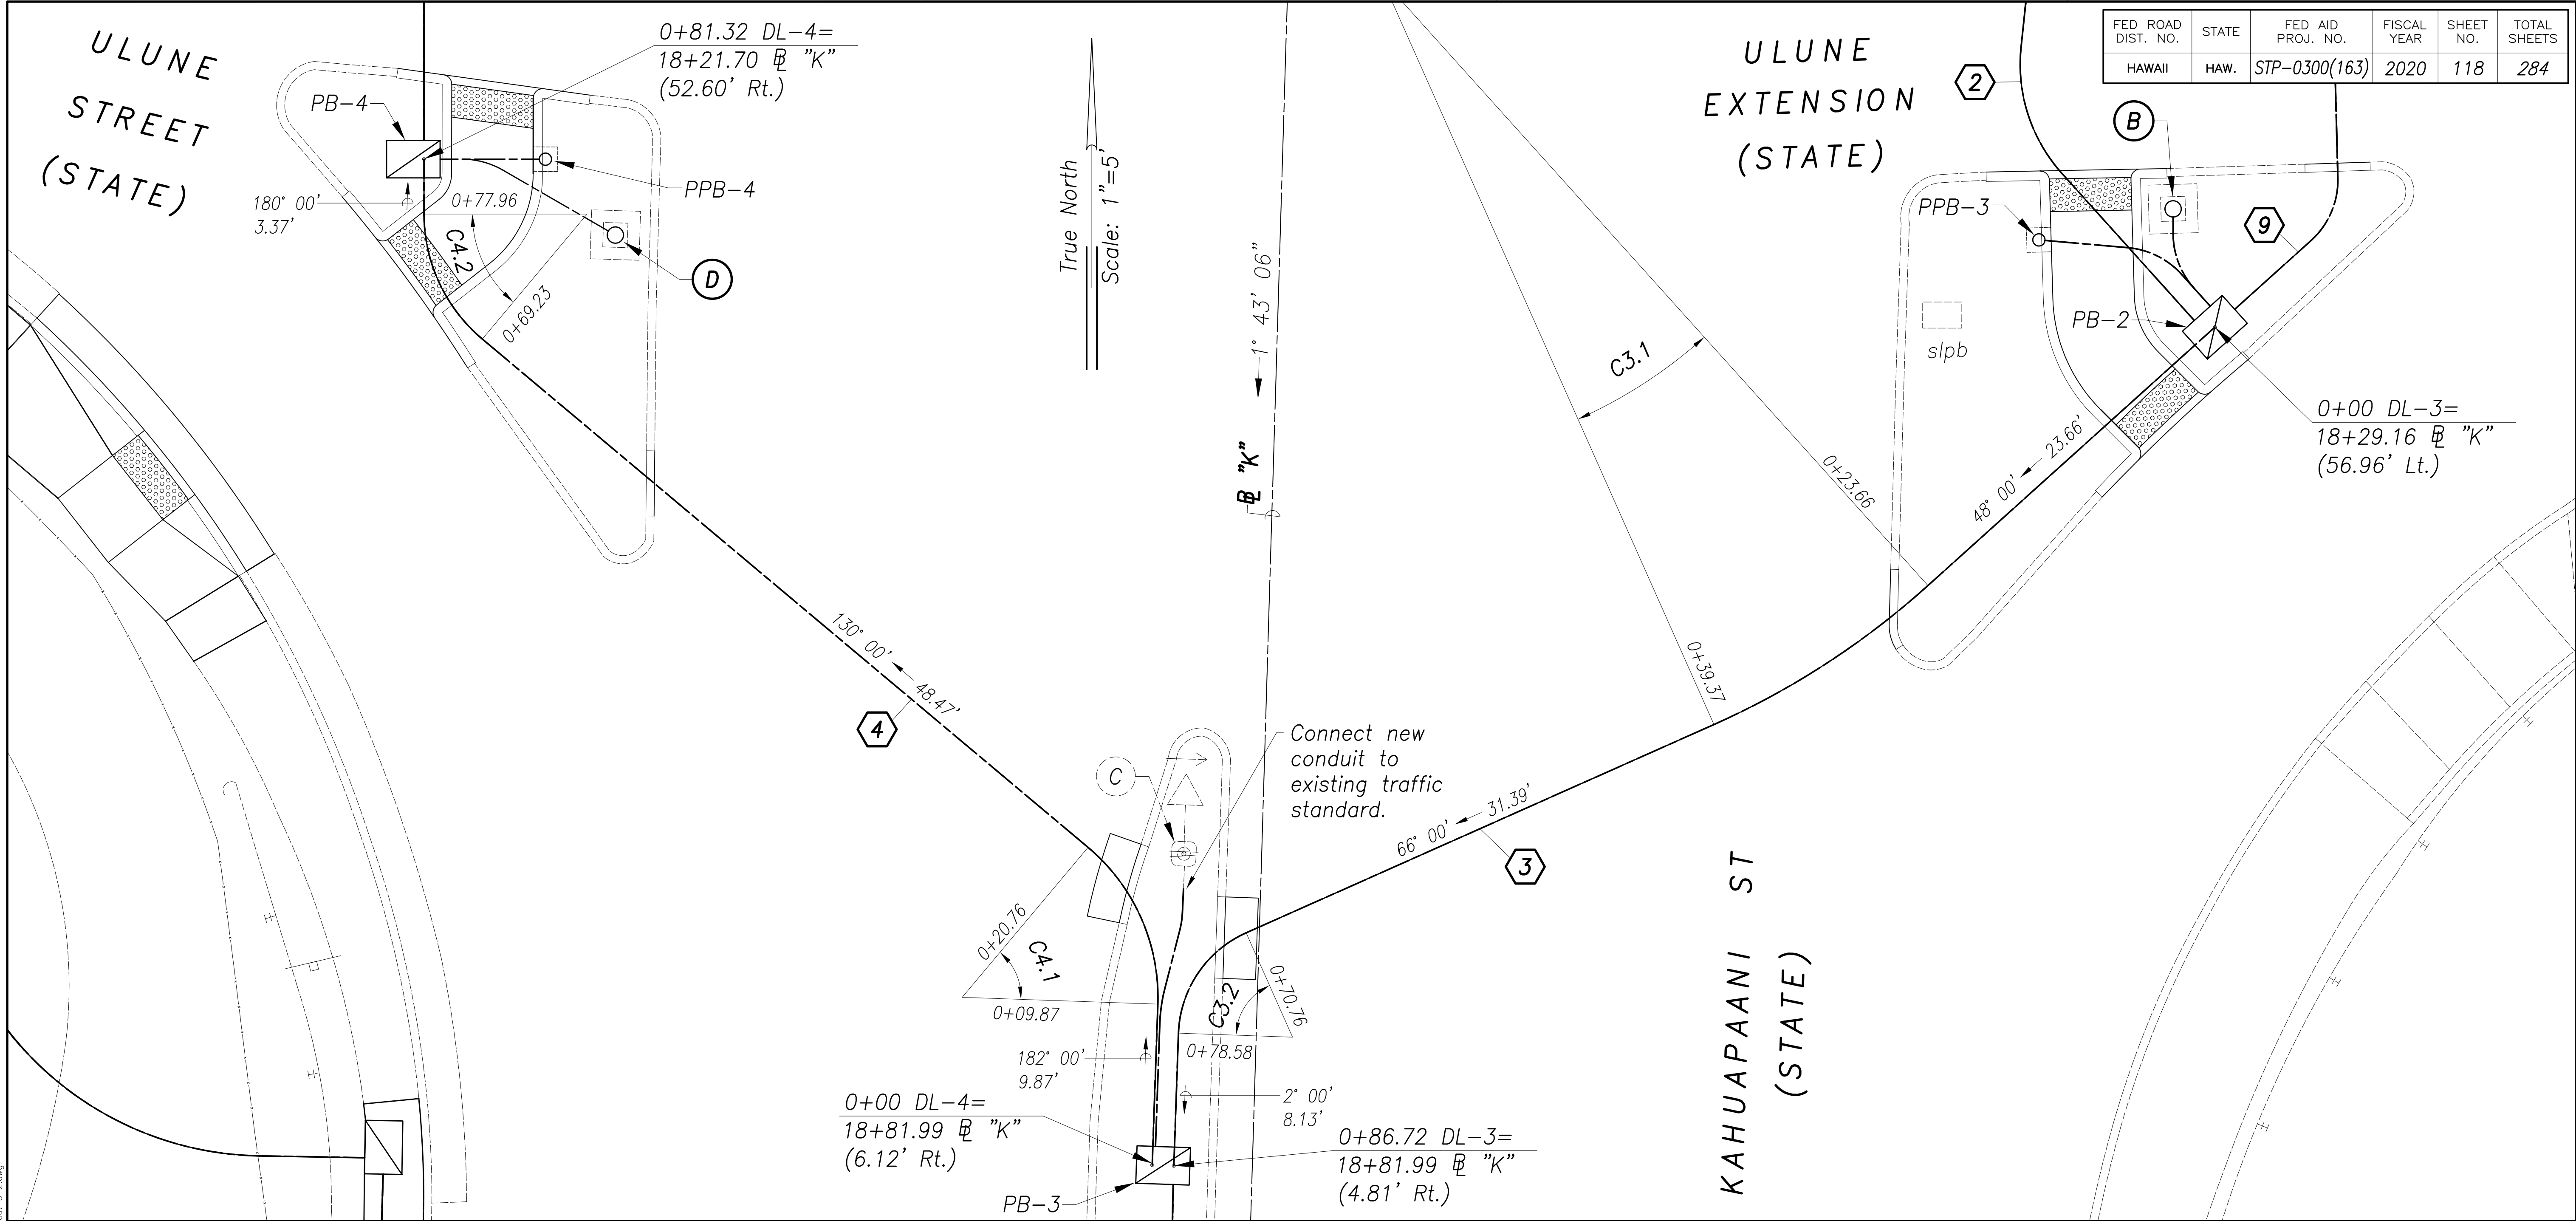 FED ROAD DIST. NO. STATE FED AID PROJ. NO. FISCAL YEAR SHEET NO. TOTAL SHEETS
HAWAII HAW. STP-0300(163) 2020 118 284
ULUNE
STREET
(STATE)
0+81.32 DL-4=
18+21.70 BL "K"
(52.60' Rt.)
PB-4
PPB-4
180° 00'
3.37'
0+77.96
C4.2
0+69.23
D
True North
Scale: 1"=5'
1° 43' 06"
BL "K"
ULUNE
EXTENSION
(STATE)
2
B
9
PPB-3
PB-2
slpb
0+00 DL-3=
18+29.16 BL "K"
(56.96' Lt.)
C3.1
0+23.66
0+39.37
48° 00' 23.66'
130° 00' 48.47'
4
C
Connect new
conduit to
existing traffic
standard.
66° 00' 31.39'
3
0+20.76
C4.1
0+09.87
0+70.76
C3.2
0+78.58
182° 00'
9.87'
2° 00'
8.13'
0+00 DL-4=
18+81.99 BL "K"
(6.12' Rt.)
0+86.72 DL-3=
18+81.99 BL "K"
(4.81' Rt.)
PB-3
KAHUAPAANI ST
(STATE)